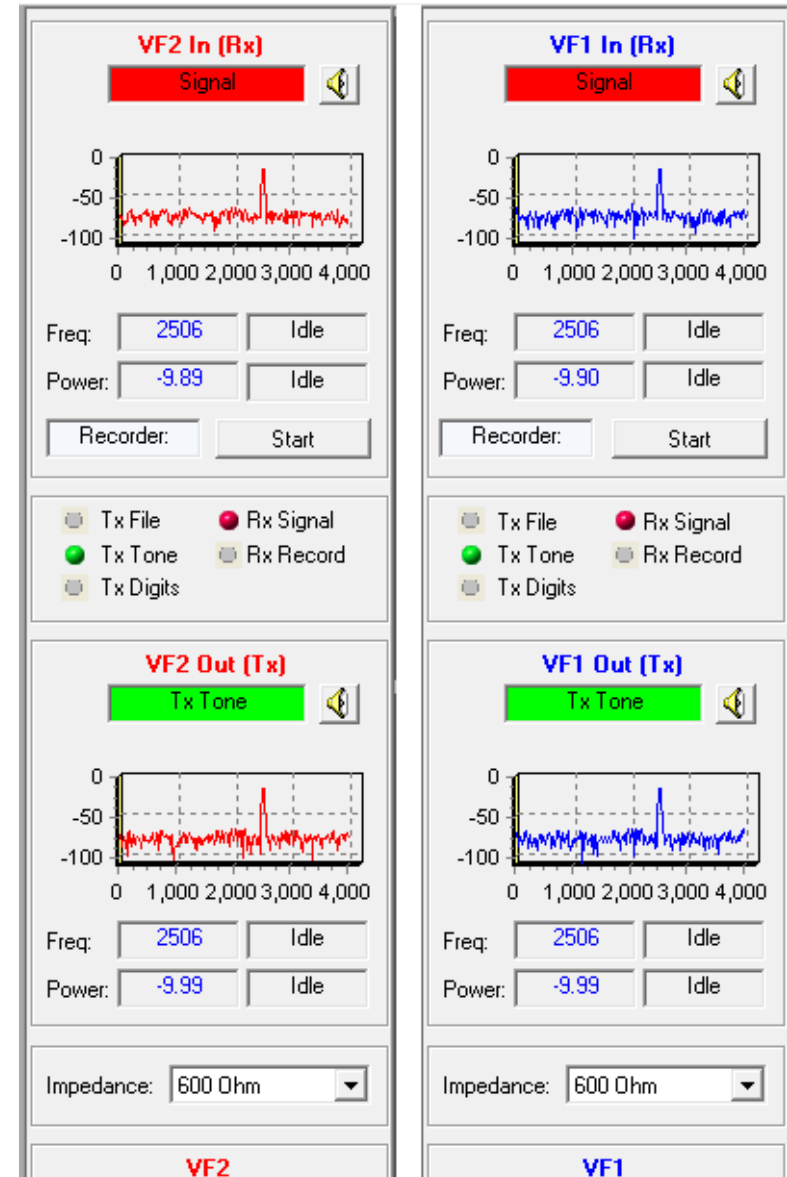 VF2 In (Rx)
Signal
0
-50
-100
0 1,000 2,000 3,000 4,000
Freq: 2506 Idle
Power: -9.89 Idle
Recorder: Start
Tx File Rx Signal
Tx Tone Rx Record
Tx Digits
VF2 Out (Tx)
Tx Tone
0
-50
-100
0 1,000 2,000 3,000 4,000
Freq: 2506 Idle
Power: -9.99 Idle
Impedance: 600 Ohm
VF2
VF1 In (Rx)
Signal
0
-50
-100
0 1,000 2,000 3,000 4,000
Freq: 2506 Idle
Power: -9.90 Idle
Recorder: Start
Tx File Rx Signal
Tx Tone Rx Record
Tx Digits
VF1 Out (Tx)
Tx Tone
0
-50
-100
0 1,000 2,000 3,000 4,000
Freq: 2506 Idle
Power: -9.99 Idle
Impedance: 600 Ohm
VF1